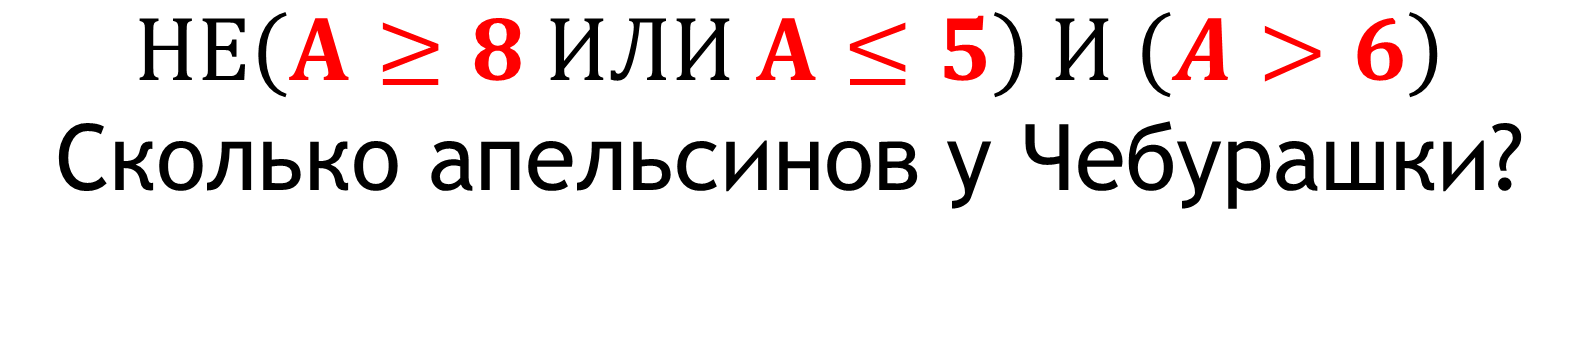 НЕ(A ≥ 8 ИЛИ A ≤ 5) И (A > 6)
Сколько апельсинов у Чебурашки?